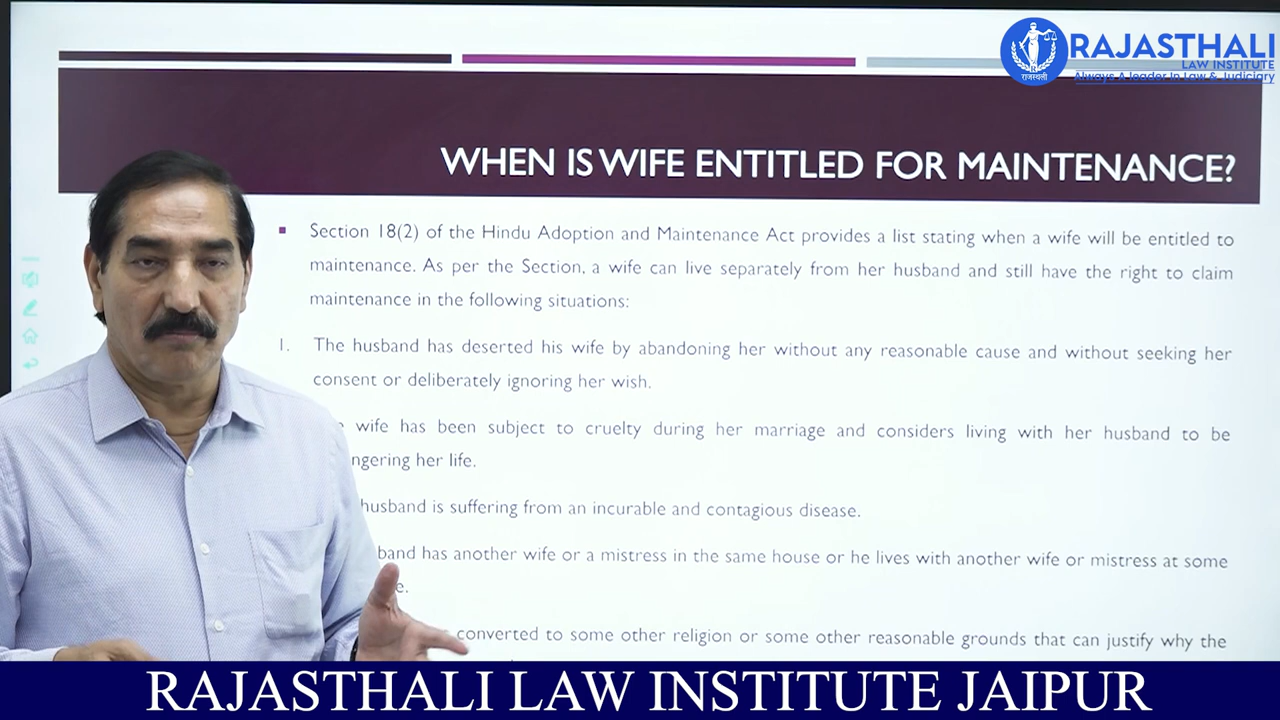 RAJASTHALI
LAW INSTITUTE
Always A leader In Law & Judiciary
राजस्थली
WHEN IS WIFE ENTITLED FOR MAINTENANCE?
Section 18(2) of the Hindu Adoption and Maintenance Act provides a list stating when a wife will be entitled to
maintenance. As per the Section, a wife can live separately from her husband and still have the right to claim
maintenance in the following situations:
1. The husband has deserted his wife by abandoning her without any reasonable cause and without seeking her
consent or deliberately ignoring her wish.
wife has been subject to cruelty during her marriage and considers living with her husband to be
ngering her life.
husband is suffering from an incurable and contagious disease.
band has another wife or a mistress in the same house or he lives with another wife or mistress at some
e.
converted to some other religion or some other reasonable grounds that can justify why the
RAJASTHALI LAW INSTITUTE JAIPUR